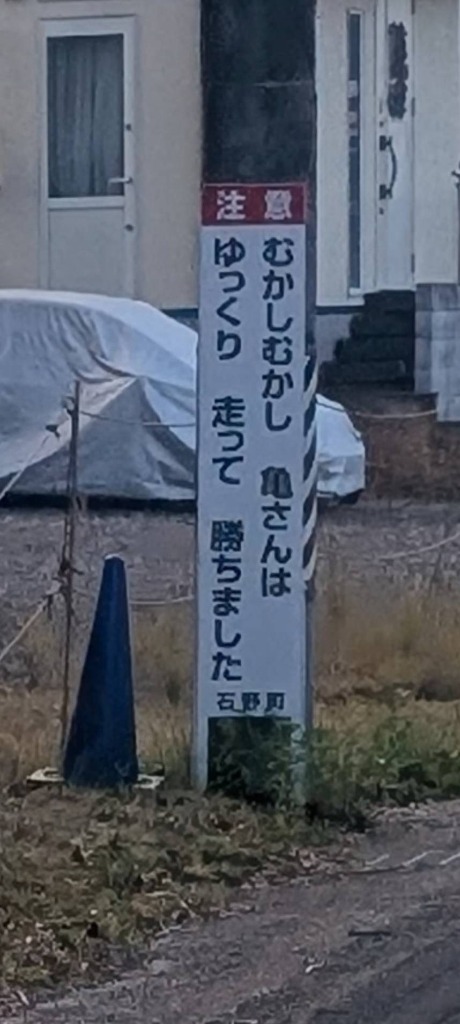 注意
むかしむかし　亀さんは
ゆっくり　走って　勝ちました
石野町